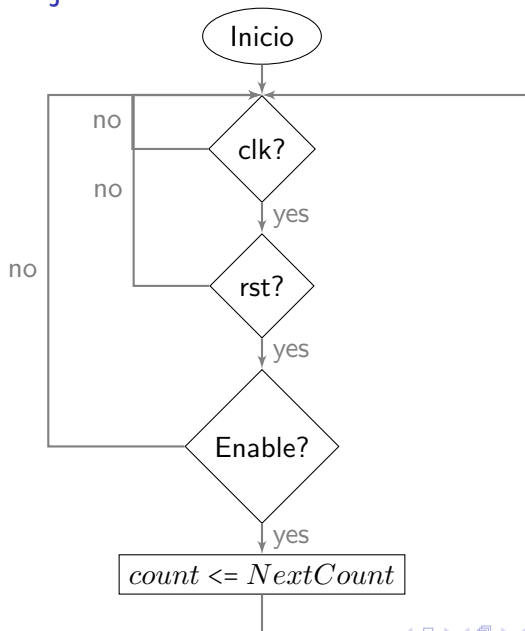 Inicio
no
clk?
no
yes
no
rst?
yes
Enable?
yes
count <= NextCount